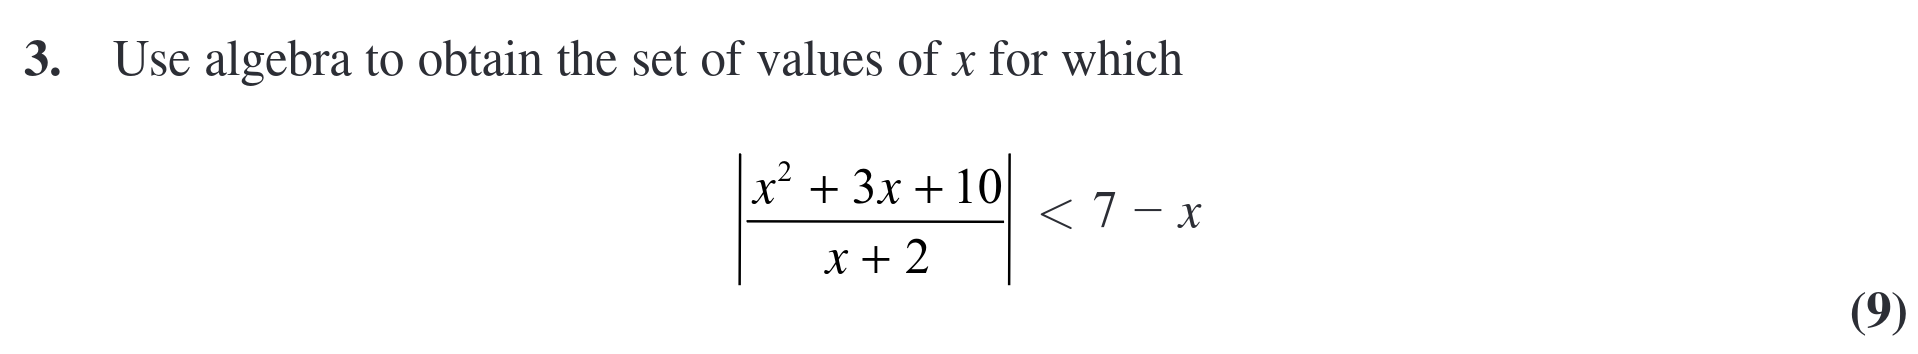 3. Use algebra to obtain the set of values of x for which
|x² + 3x + 10 / x + 2| < 7 − x
(9)